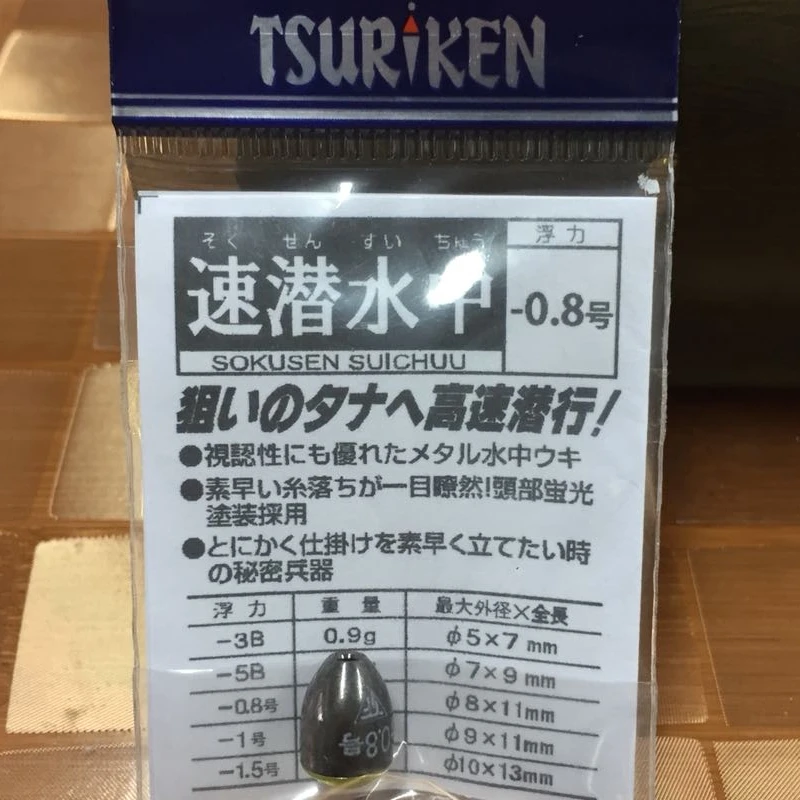 TSURiKEN
そく せん すい ちゅう
速潜水中
浮力
-0.8号
SOKUSEN SUICHUU
狙いのタナへ高速潜行!
●視認性にも優れたメタル水中ウキ
●素早い糸落ちが一目瞭然!頭部蛍光
塗装採用
●とにかく仕掛けを素早く立てたい時
の秘密兵器
浮力 重量 最大外径×全長
-3B 0.9g φ5×7mm
-5B φ7×9mm
-0.8号 φ8×11mm
-1号 φ9×11mm
-1.5号 φ10×13mm
0.8号